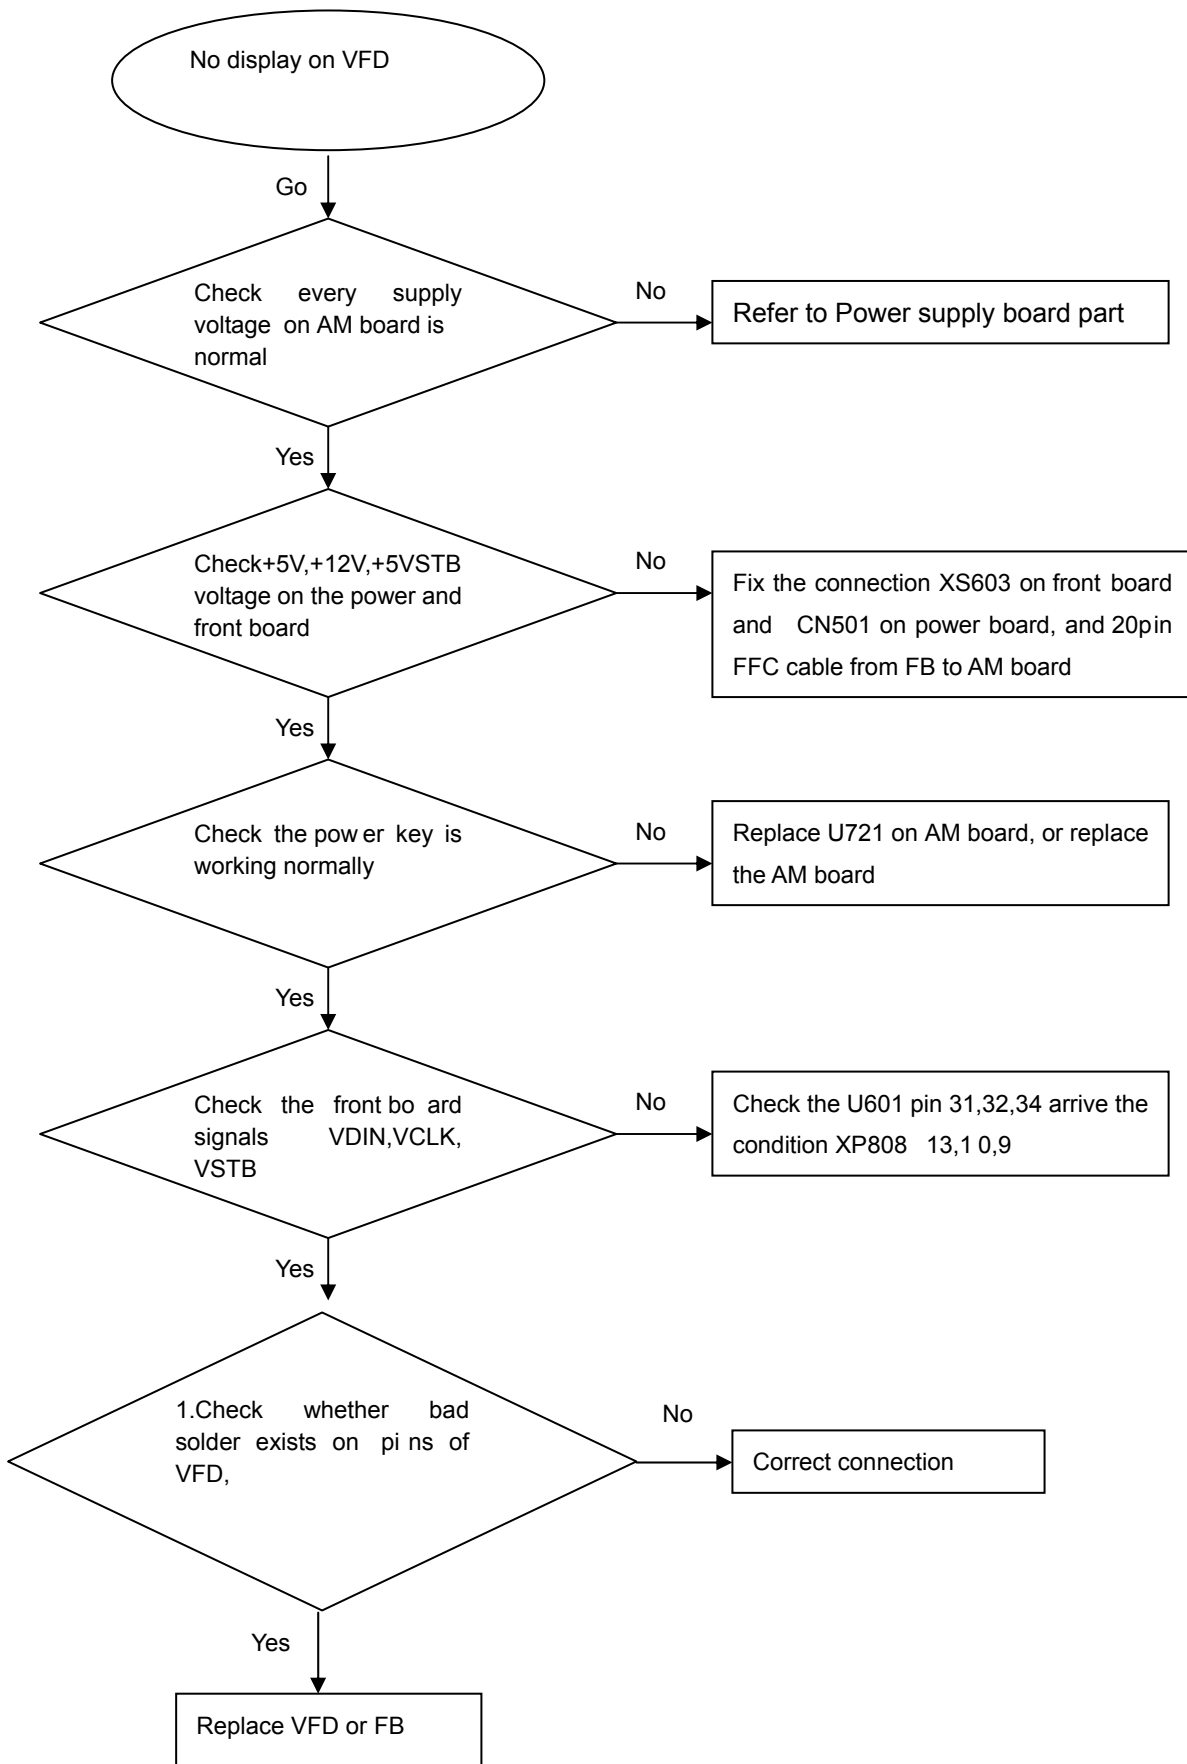 No display on VFD
Go
Check every supply
voltage on AM board is
normal
No
Refer to Power supply board part
Yes
Check+5V,+12V,+5VSTB
voltage on the power and
front board
No
Fix the connection XS603 on front board
and CN501 on power board, and 20pin
FFC cable from FB to AM board
Yes
Check the pow er key is
working normally
No
Replace U721 on AM board, or replace
the AM board
Yes
Check the front bo ard
signals VDIN,VCLK,
VSTB
No
Check the U601 pin 31,32,34 arrive the
condition XP808 13,1 0,9
Yes
1.Check whether bad
solder exists on pi ns of
VFD,
No
Correct connection
Yes
Replace VFD or FB